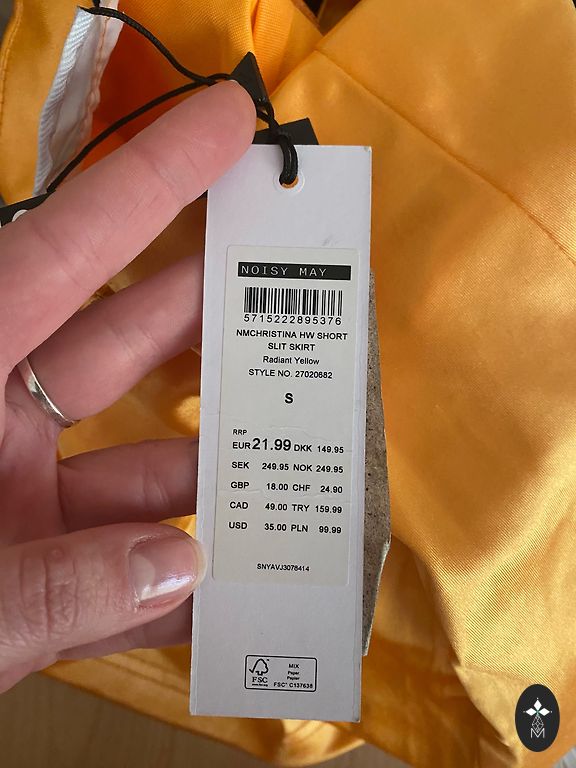 NOISY MAY
5715222895376
NMCHRISTINA HW SHORT
SLIT SKIRT
Radiant Yellow
STYLE NO. 27020682
S
RRP
EUR 21.99 DKK 149.95
SEK 249.95 NOK 249.95
GBP 18.00 CHF 24.90
CAD 49.00 TRY 159.99
USD 35.00 PLN 99.99
SNYAVJ3078414
MIX
Paper
Papier
FSC
FSC® C137638
M